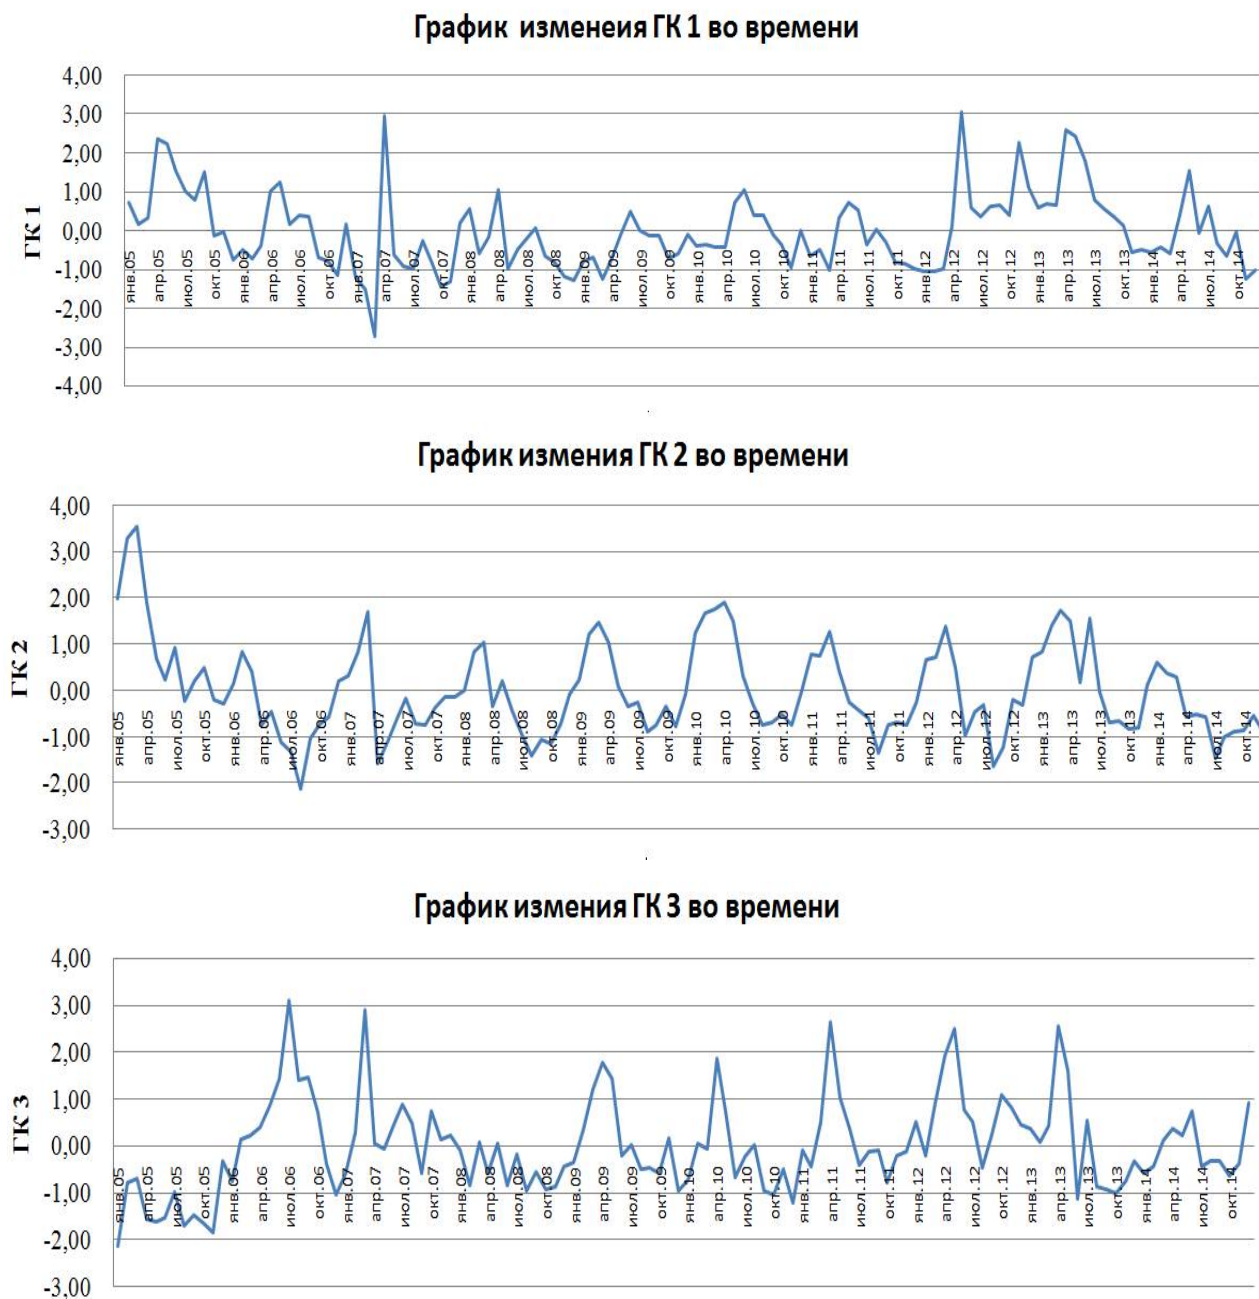 График изменеия ГК 1 во времени
4,00
3,00
2,00
1,00
0,00
-1,00
-2,00
-3,00
-4,00
ГК 1
янв.05 апр.05 июл.05 окт.05 янв.06 апр.06 июл.06 окт.06 янв.07 апр.07 июл.07 окт.07 янв.08 апр.08 июл.08 окт.08 янв.09 апр.09 июл.09 окт.09 янв.10 апр.10 июл.10 окт.10 янв.11 апр.11 июл.11 окт.11 янв.12 апр.12 июл.12 окт.12 янв.13 апр.13 июл.13 окт.13 янв.14 апр.14 июл.14 окт.14
График измения ГК 2 во времени
4,00
3,00
2,00
1,00
0,00
-1,00
-2,00
-3,00
ГК 2
янв.05 апр.05 июл.05 окт.05 янв.06 апр.06 июл.06 окт.06 янв.07 апр.07 июл.07 окт.07 янв.08 апр.08 июл.08 окт.08 янв.09 апр.09 июл.09 окт.09 янв.10 апр.10 июл.10 окт.10 янв.11 апр.11 июл.11 окт.11 янв.12 апр.12 июл.12 окт.12 янв.13 апр.13 июл.13 окт.13 янв.14 апр.14 июл.14 окт.14
График измения ГК 3 во времени
4,00
3,00
2,00
1,00
0,00
-1,00
-2,00
-3,00
ГК 3
янв.05 апр.05 июл.05 окт.05 янв.06 апр.06 июл.06 окт.06 янв.07 апр.07 июл.07 окт.07 янв.08 апр.08 июл.08 окт.08 янв.09 апр.09 июл.09 окт.09 янв.10 апр.10 июл.10 окт.10 янв.11 апр.11 июл.11 окт.11 янв.12 апр.12 июл.12 окт.12 янв.13 апр.13 июл.13 окт.13 янв.14 апр.14 июл.14 окт.14